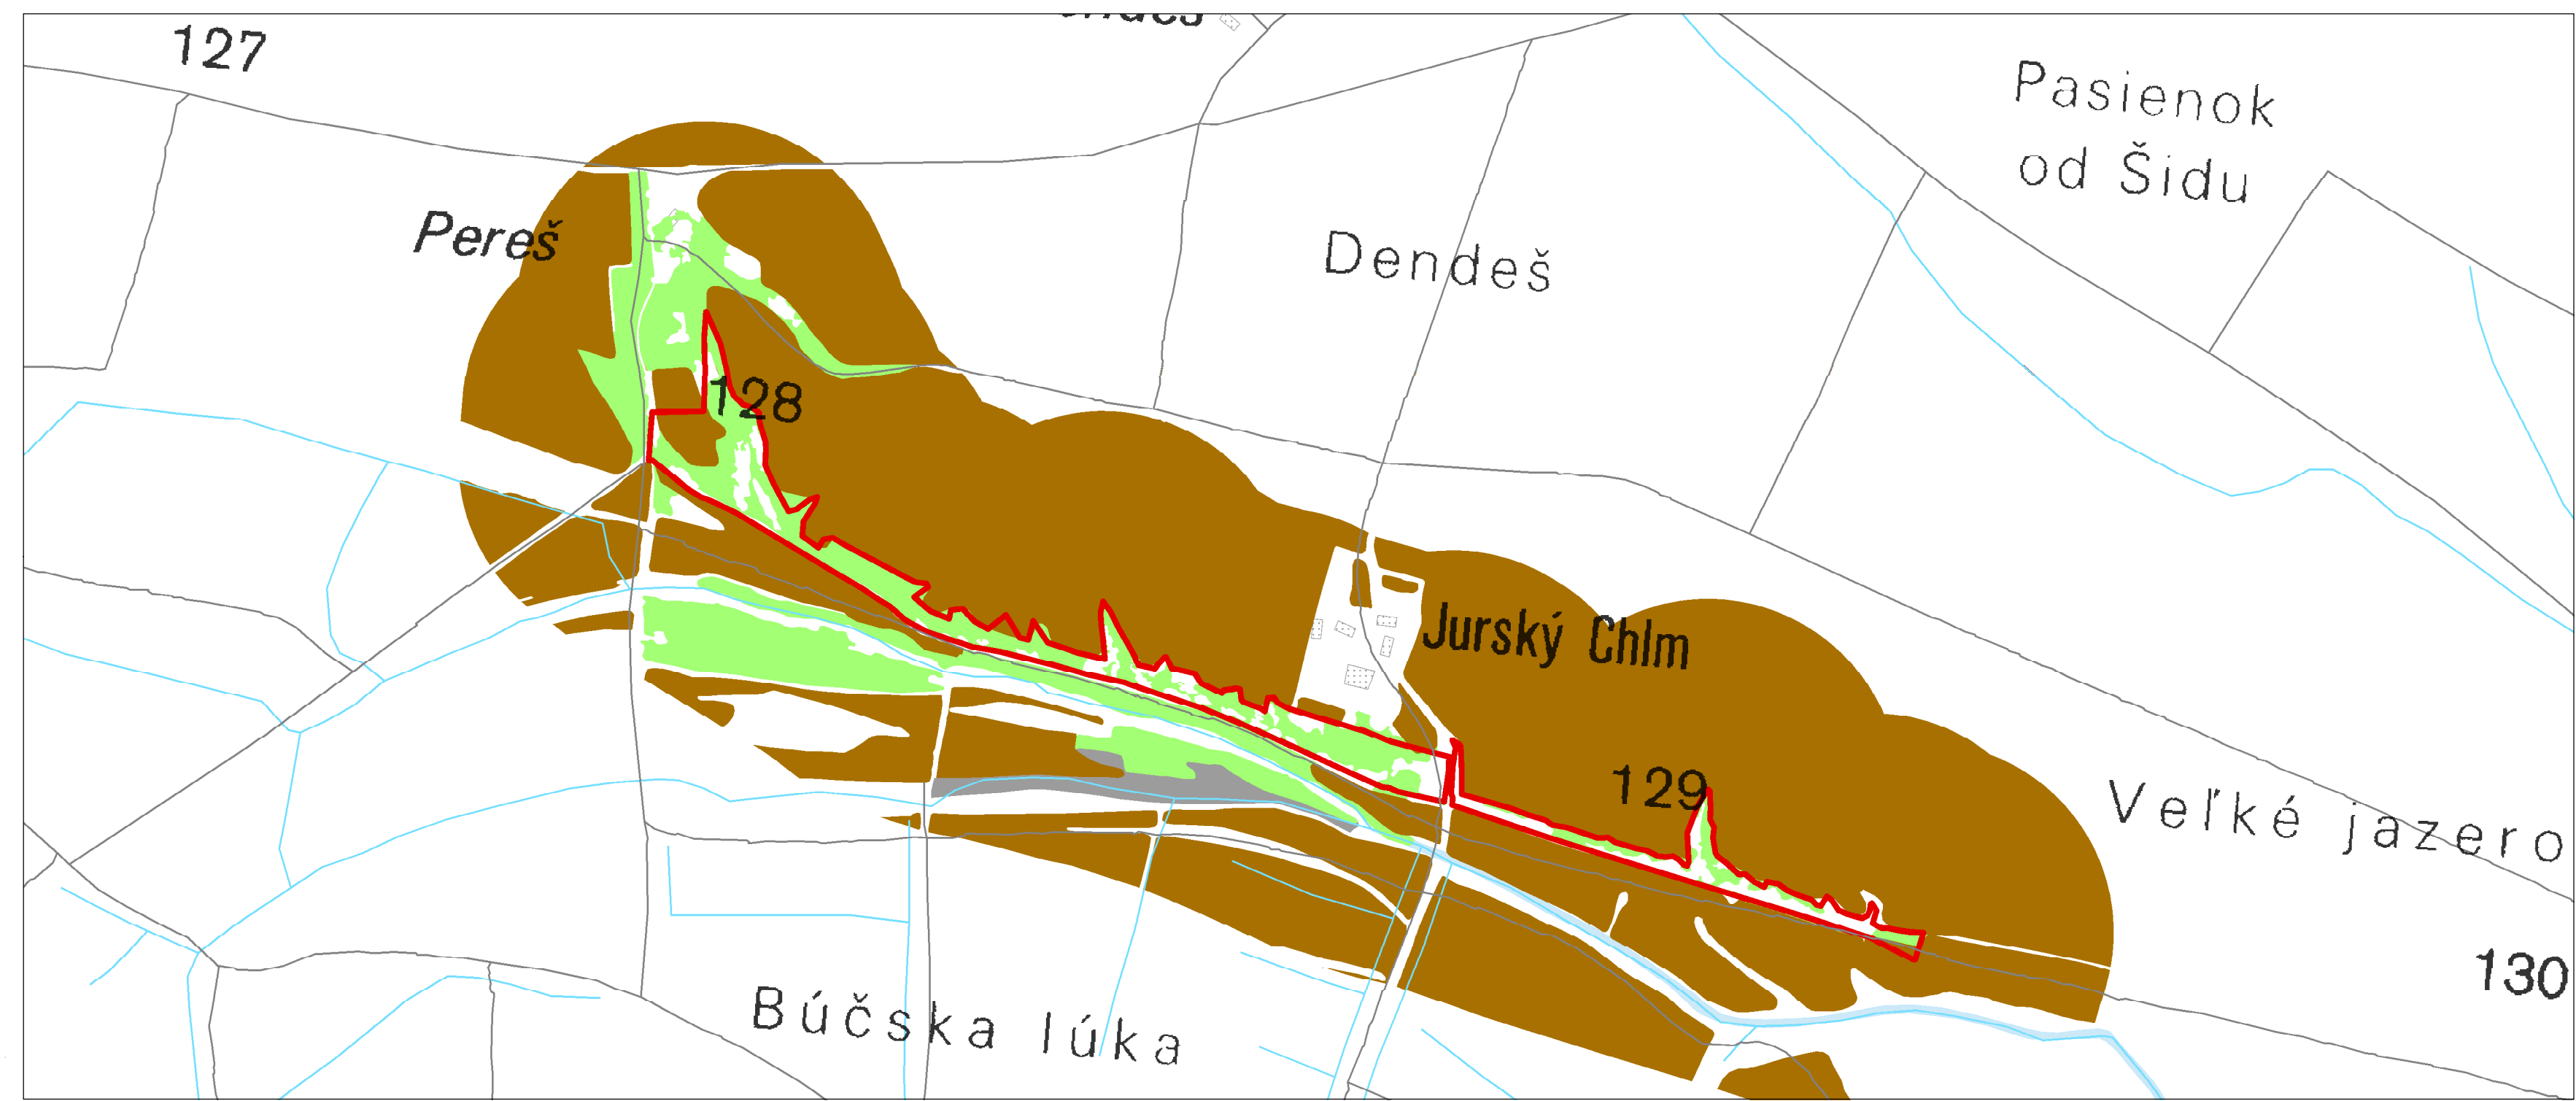 127
Pasienok
od Šidu
Pereš
Dendeš
128
Jurský Chlm
129
Veľké jazero
130
Búčska lúka